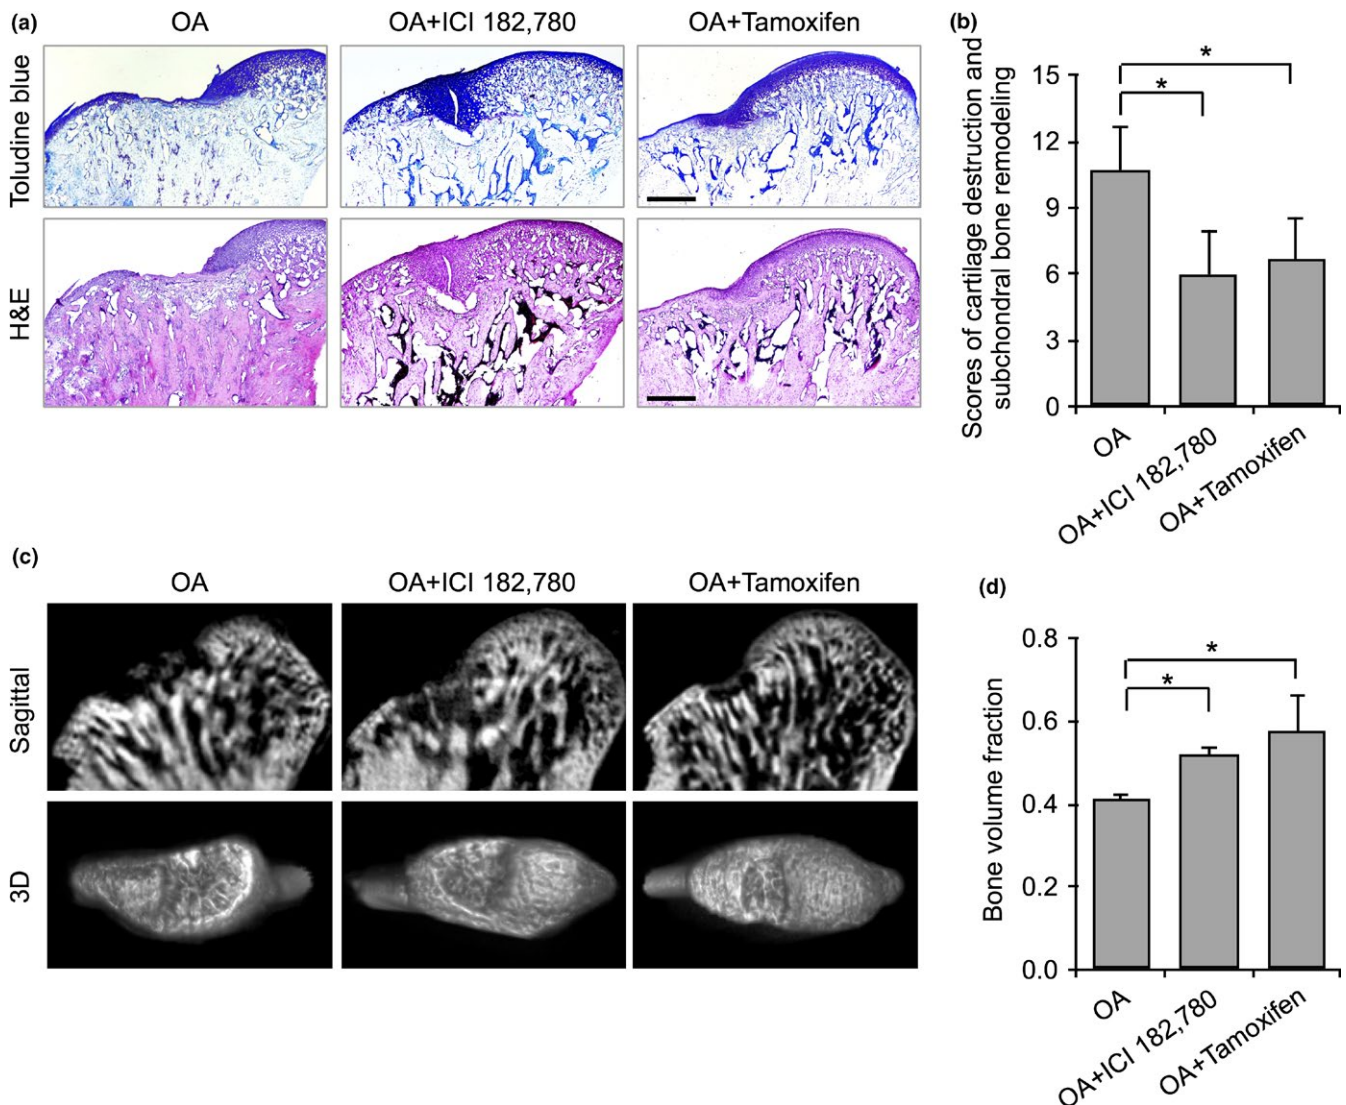 (a)
OA
OA+ICI 182,780
OA+Tamoxifen
Toludine blue
H&E
(b)
Scores of cartilage destruction and
subchondral bone remodeling
15
12
9
6
3
0
*
*
OA
OA+ICI 182,780
OA+Tamoxifen
(c)
OA
OA+ICI 182,780
OA+Tamoxifen
Sagittal
3D
(d)
Bone volume fraction
0.8
0.6
0.4
0.2
0.0
*
*
OA
OA+ICI 182,780
OA+Tamoxifen